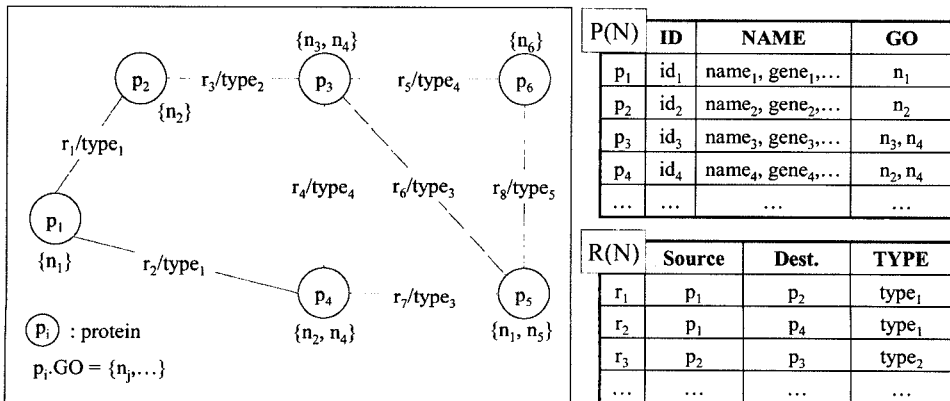 {n3, n4}
{n6}
p2
r3/type2
p3
r5/type4
p6
{n2}
r1/type1
r4/type4
r6/type3
r8/type5
p1
{n1}
r2/type1
p4
r7/type3
p5
{n2, n4}
{n1, n5}
pi : protein
pi.GO = {nj,...}
P(N) ID NAME GO
p1 id1 name1, gene1,... n1
p2 id2 name2, gene2,... n2
p3 id3 name3, gene3,... n3, n4
p4 id4 name4, gene4,... n2, n4
... ... ... ...
R(N) Source Dest. TYPE
r1 p1 p2 type1
r2 p1 p4 type1
r3 p2 p3 type2
... ... ... ...